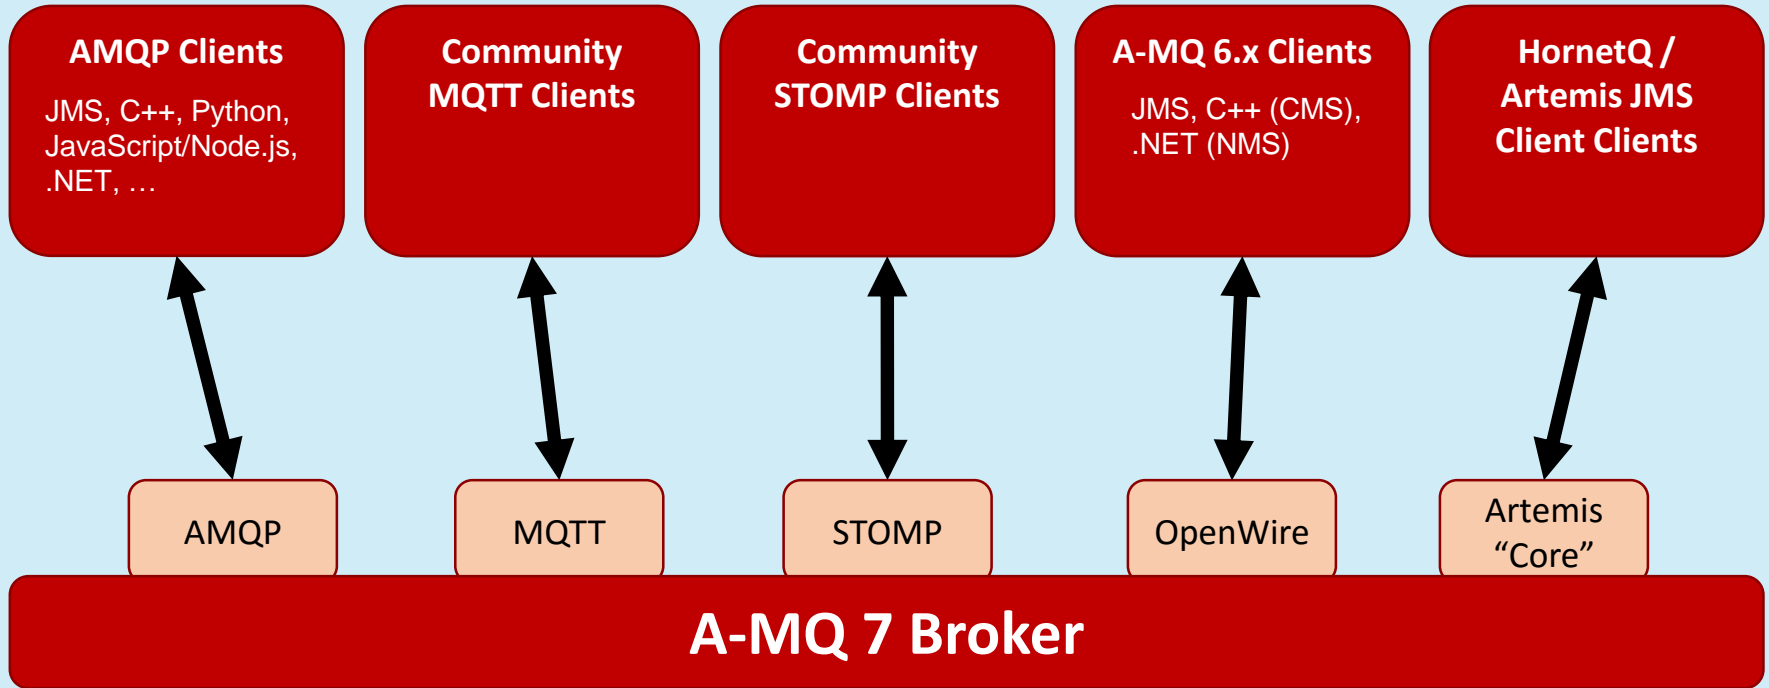 AMQP Clients
JMS, C++, Python,
JavaScript/Node.js,
.NET, …
Community
MQTT Clients
Community
STOMP Clients
A-MQ 6.x Clients
JMS, C++ (CMS),
.NET (NMS)
HornetQ /
Artemis JMS
Client Clients
AMQP
MQTT
STOMP
OpenWire
Artemis
“Core”
A-MQ 7 Broker